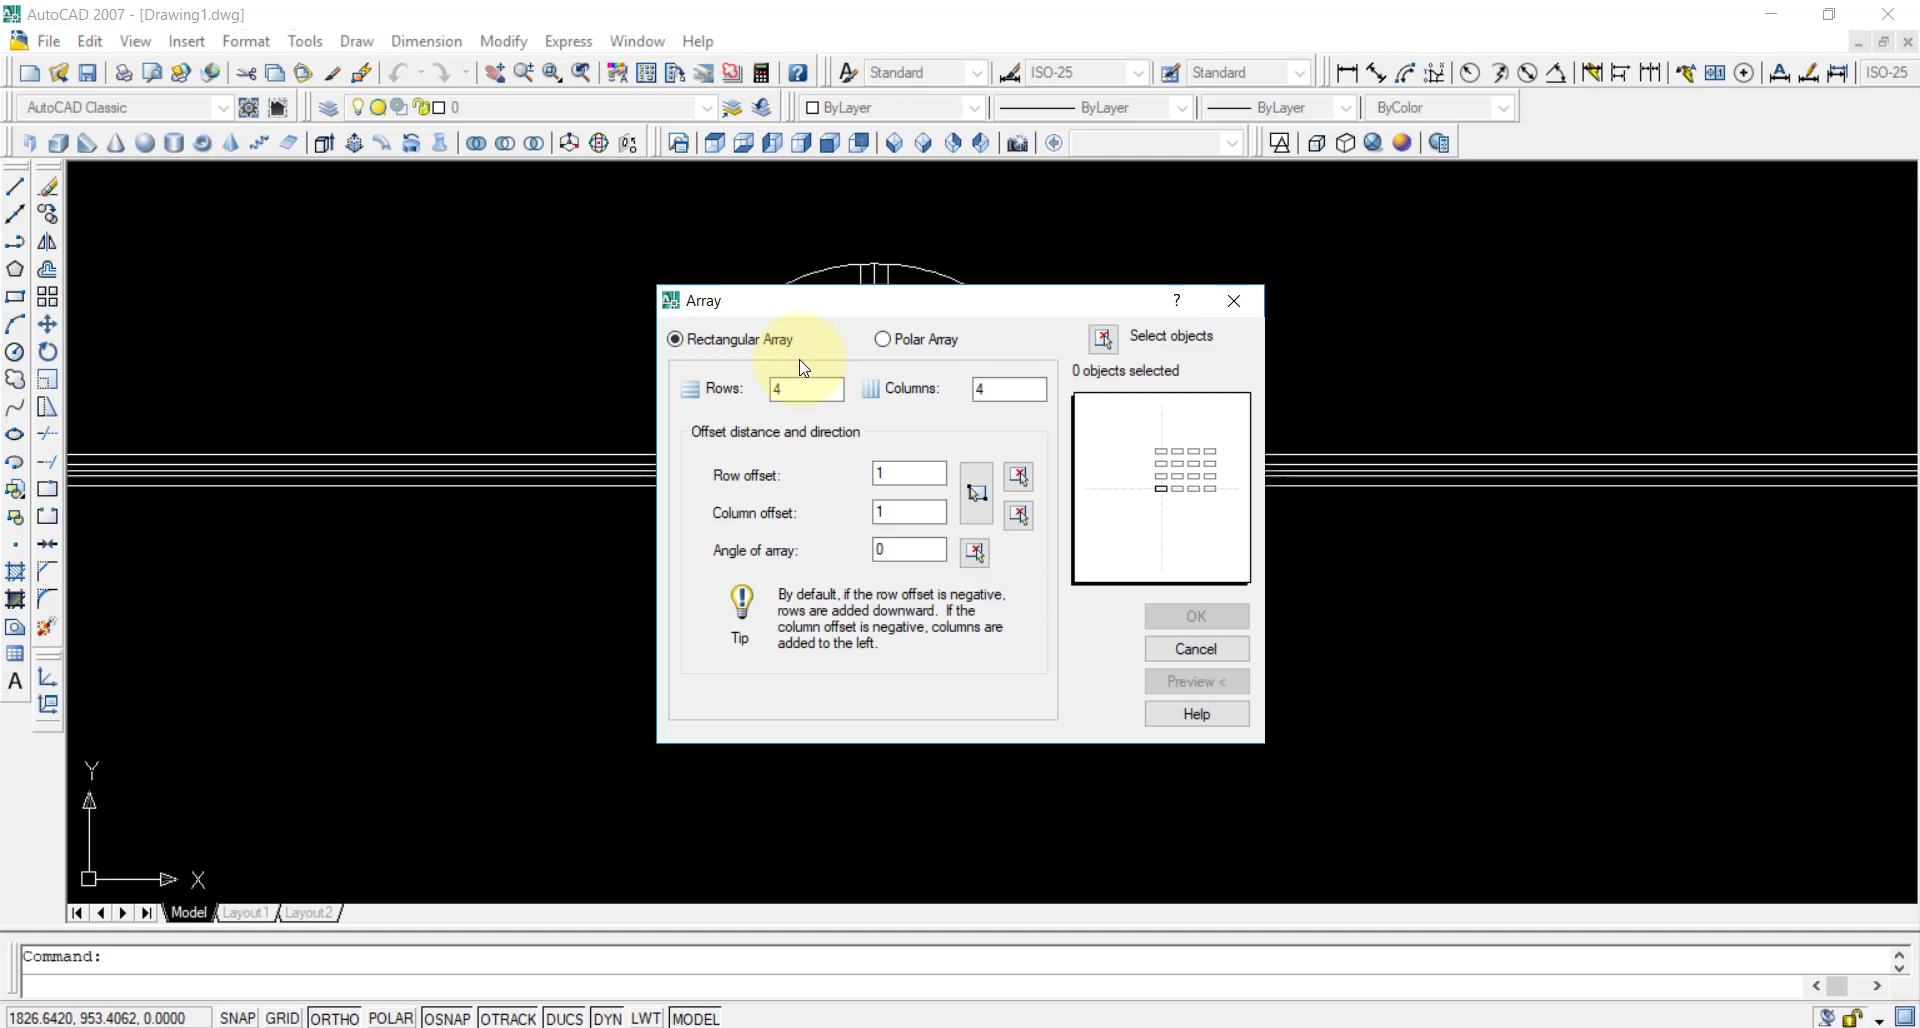 AutoCAD 2007 - [Drawing1.dwg]
File Edit View Insert Format Tools Draw Dimension Modify Express Window Help
Standard ISO-25 Standard ISO-25
AutoCAD Classic 0 ByLayer ByLayer ByLayer ByColor
Array ?
Rectangular Array Polar Array Select objects
0 objects selected
Rows: 4 Columns: 4
Offset distance and direction
Row offset: 1
Column offset: 1
Angle of array: 0
By default, if the row offset is negative,
rows are added downward. If the
column offset is negative, columns are
added to the left.
Tip
OK
Cancel
Preview <
Help
A
Y
X
Model Layout1 Layout2
Command:
1826.6420, 953.4062, 0.0000 SNAP GRID ORTHO POLAR OSNAP OTRACK DUCS DYN LWT MODEL